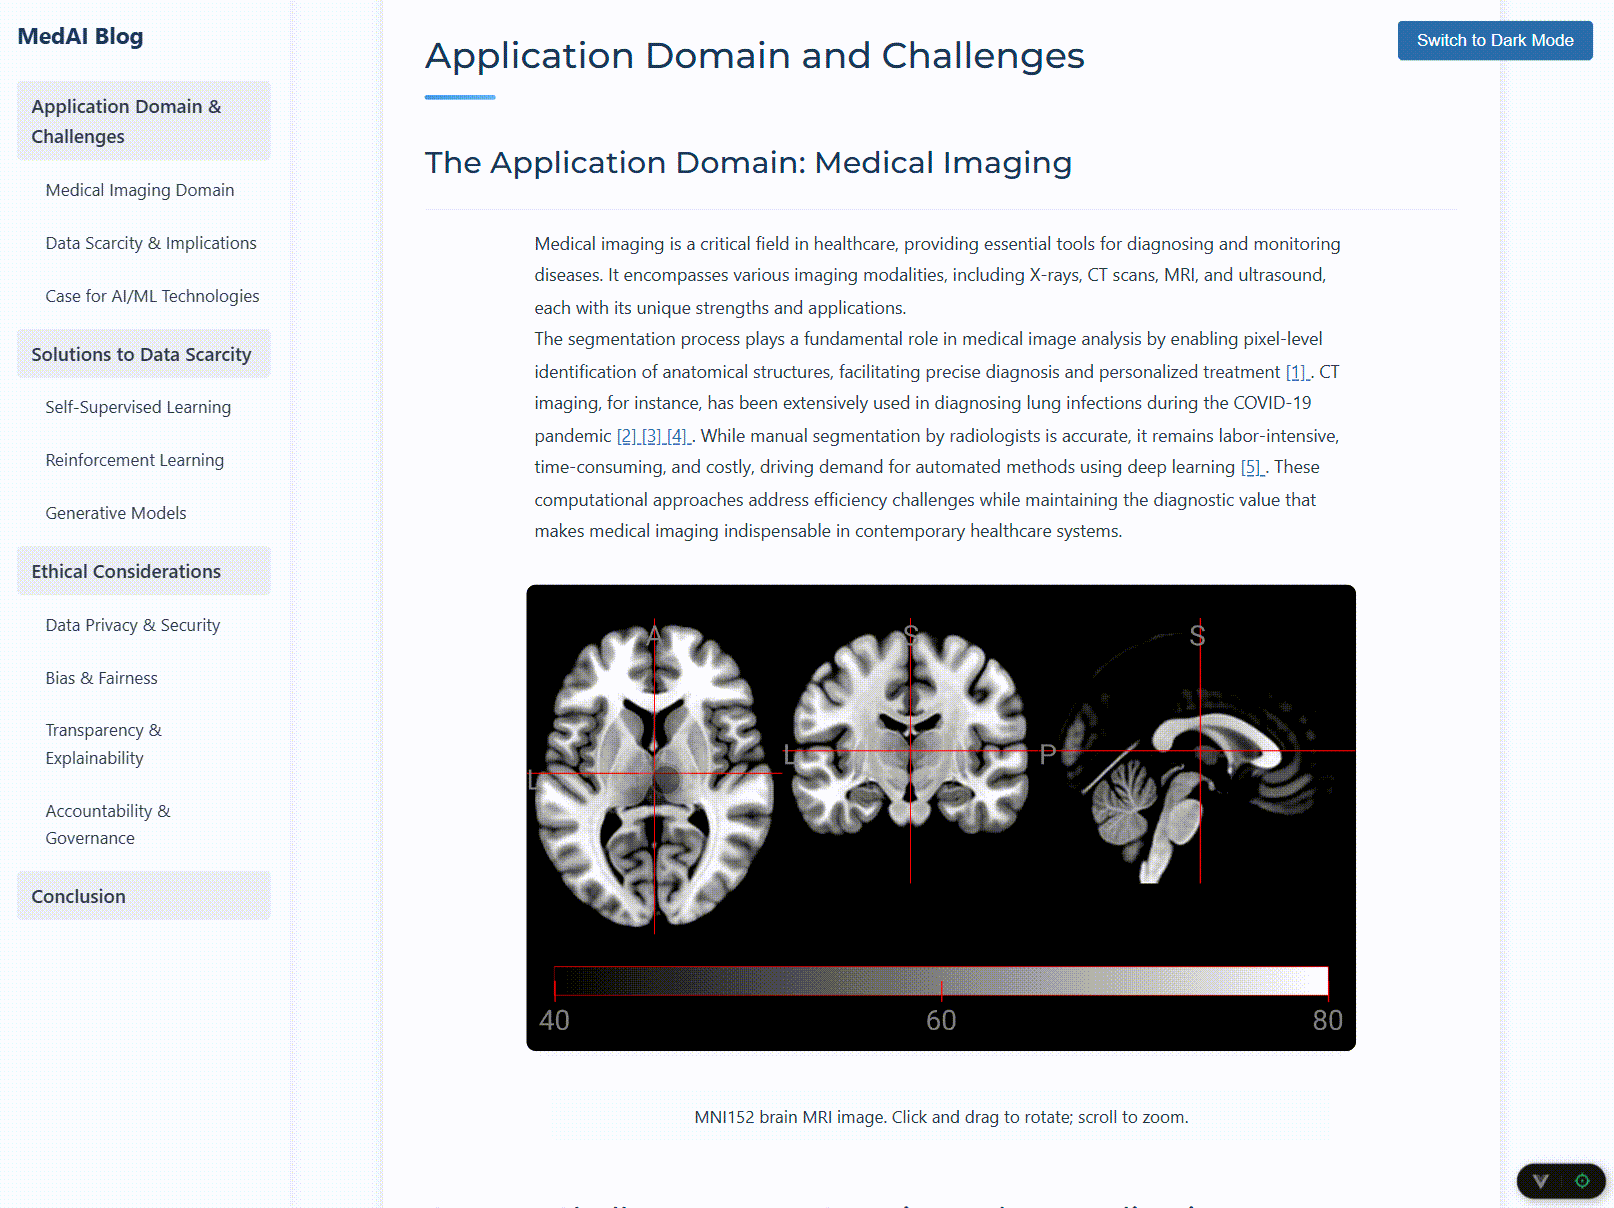 MedAI Blog
Application Domain &
Challenges
Medical Imaging Domain
Data Scarcity & Implications
Case for AI/ML Technologies
Solutions to Data Scarcity
Self-Supervised Learning
Reinforcement Learning
Generative Models
Ethical Considerations
Data Privacy & Security
Bias & Fairness
Transparency &
Explainability
Accountability &
Governance
Conclusion
Switch to Dark Mode
Application Domain and Challenges
The Application Domain: Medical Imaging
Medical imaging is a critical field in healthcare, providing essential tools for diagnosing and monitoring
diseases. It encompasses various imaging modalities, including X-rays, CT scans, MRI, and ultrasound,
each with its unique strengths and applications.
The segmentation process plays a fundamental role in medical image analysis by enabling pixel-level
identification of anatomical structures, facilitating precise diagnosis and personalized treatment [1] . CT
imaging, for instance, has been extensively used in diagnosing lung infections during the COVID-19
pandemic [2] [3] [4] . While manual segmentation by radiologists is accurate, it remains labor-intensive,
time-consuming, and costly, driving demand for automated methods using deep learning [5] . These
computational approaches address efficiency challenges while maintaining the diagnostic value that
makes medical imaging indispensable in contemporary healthcare systems.
A S S
L L P
40 60 80
MNI152 brain MRI image. Click and drag to rotate; scroll to zoom.